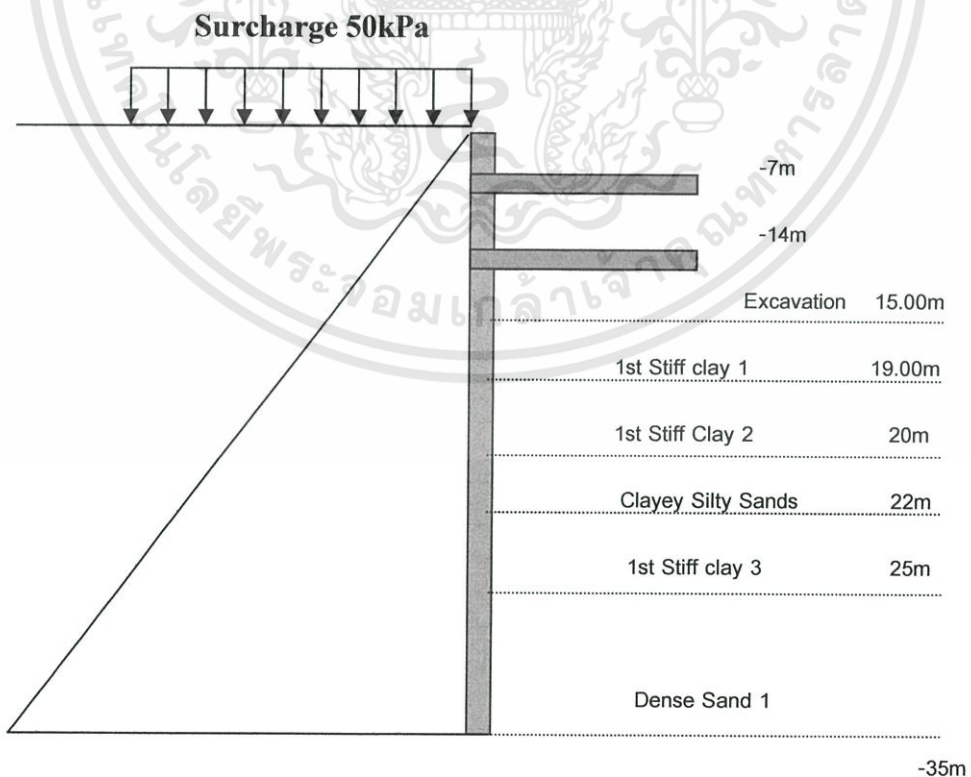 Surcharge 50kPa
-7m
-14m
Excavation 15.00m
1st Stiff clay 1 19.00m
1st Stiff Clay 2 20m
Clayey Silty Sands 22m
1st Stiff clay 3 25m
Dense Sand 1
-35m